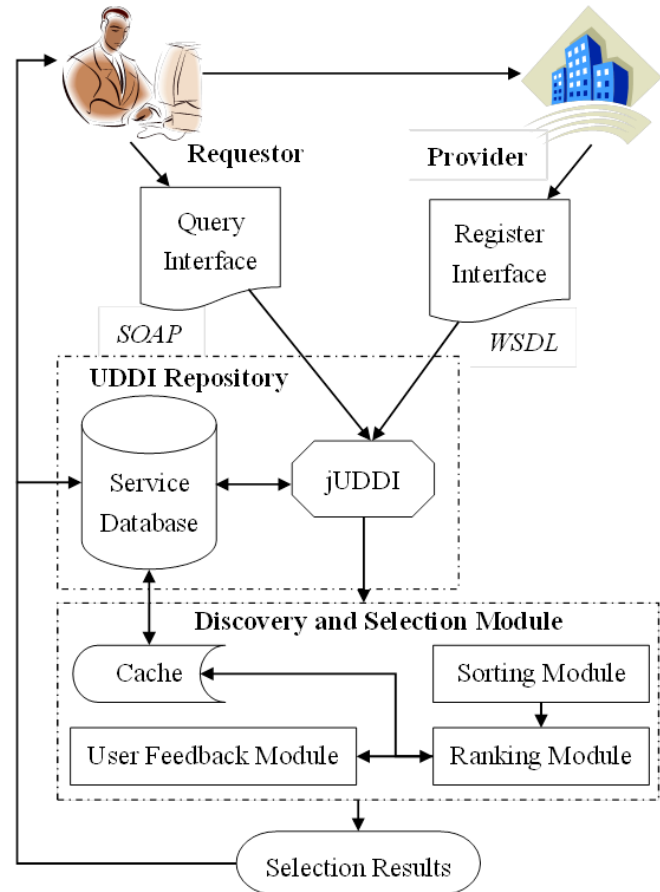 Requestor
Provider
Query
Interface
Register
Interface
SOAP
WSDL
UDDI Repository
Service
Database
jUDDI
Discovery and Selection Module
Cache
Sorting Module
User Feedback Module
Ranking Module
Selection Results